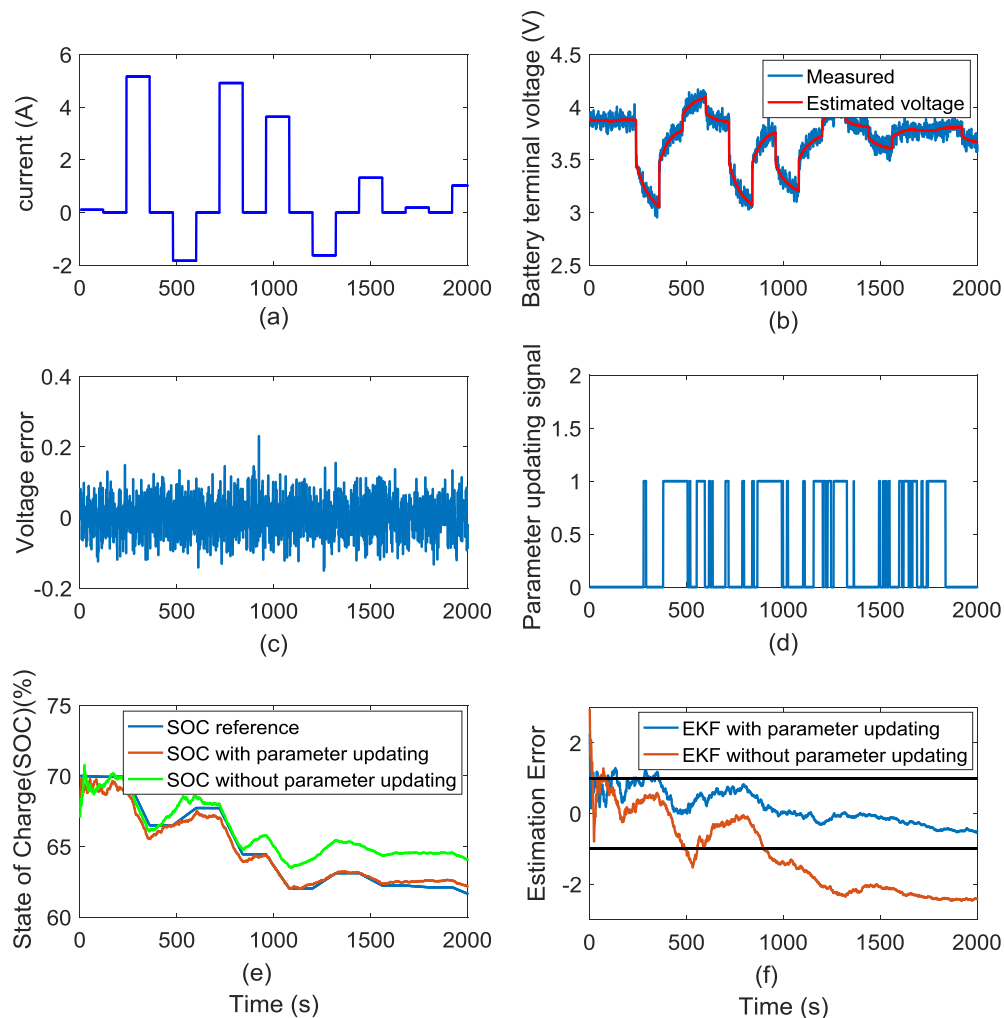 current (A)
6
4
2
0
-2
0
500
1000
1500
2000
(a)
Battery terminal voltage (V)
4.5
4
3.5
3
2.5
Measured
Estimated voltage
0
500
1000
1500
2000
(b)
Voltage error
0.4
0.2
0
-0.2
0
500
1000
1500
2000
(c)
Parameter updating signal
2
1.5
1
0.5
0
0
500
1000
1500
2000
(d)
State of Charge(SOC)(%)
75
70
65
60
SOC reference
SOC with parameter updating
SOC without parameter updating
0
500
1000
1500
2000
(e)
Time (s)
Estimation Error
2
0
-2
EKF with parameter updating
EKF without parameter updating
0
500
1000
1500
2000
(f)
Time (s)